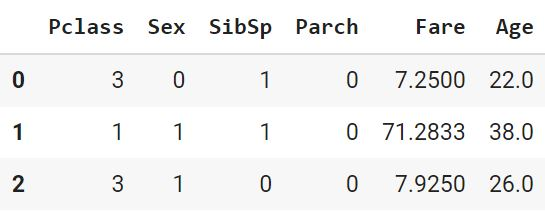 Pclass Sex SibSp Parch Fare Age
0 3 0 1 0 7.2500 22.0
1 1 1 1 0 71.2833 38.0
2 3 1 0 0 7.9250 26.0